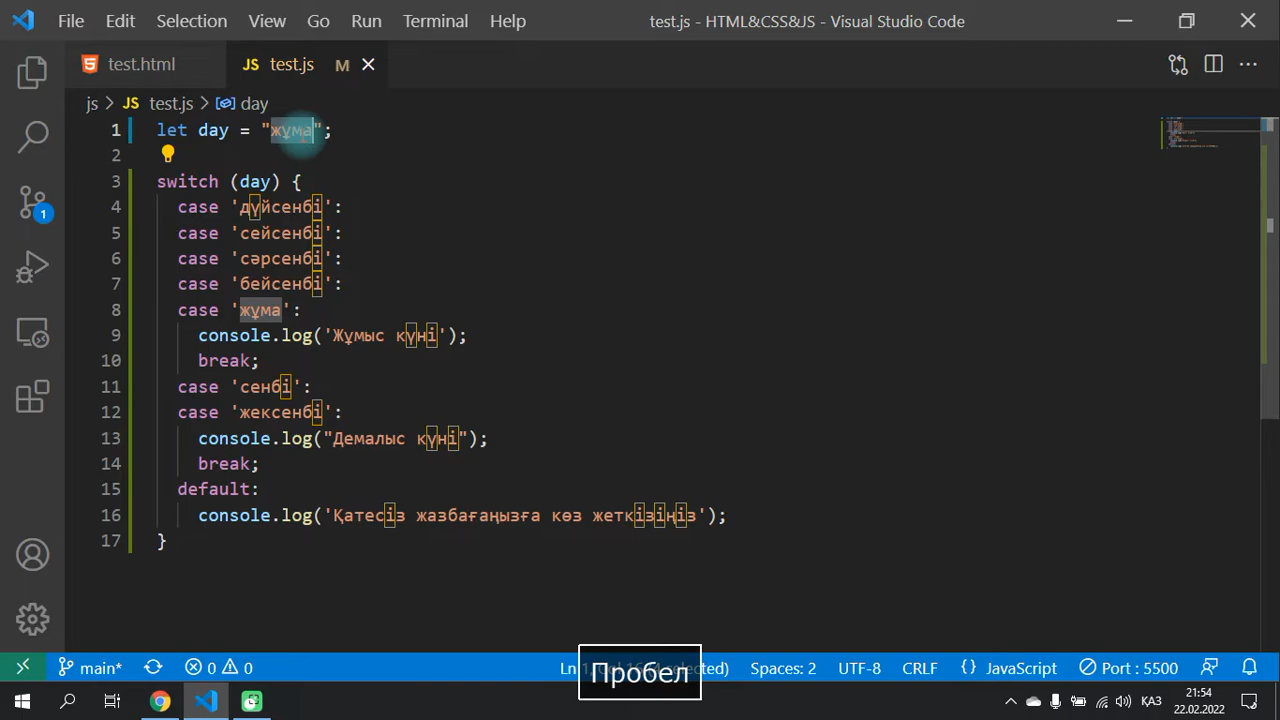 File Edit Selection View Go Run Terminal Help test.js - HTML&CSS&JS - Visual Studio Code
test.html JS test.js M
js > JS test.js > day
1 let day = "жұма";
2
3 switch (day) {
4 case 'дүйсенбі':
5 case 'сейсенбі':
6 case 'сәрсенбі':
7 case 'бейсенбі':
8 case 'жұма':
9 console.log('Жұмыс күні');
10 break;
11 case 'сенбі':
12 case 'жексенбі':
13 console.log("Демалыс күні");
14 break;
15 default:
16 console.log('Қатесіз жазбағаңызға көз жеткізіңіз');
17 }
1
Пробел
main* 0 0 Ln 1, selected) Spaces: 2 UTF-8 CRLF {} JavaScript Port : 5500
ҚАЗ 21:54
22.02.2022